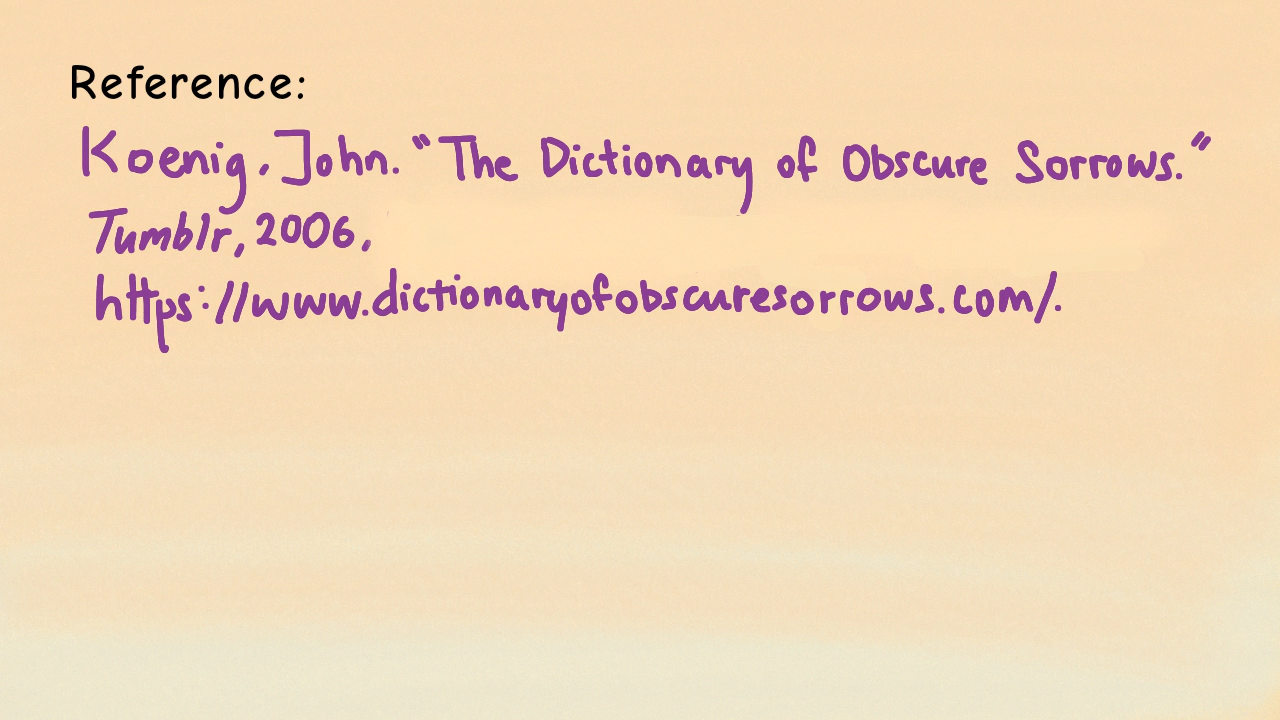 Reference:
Koenig, John. "The Dictionary of Obscure Sorrows."
Tumblr, 2006,
https://www.dictionaryofobscuresorrows.com/.